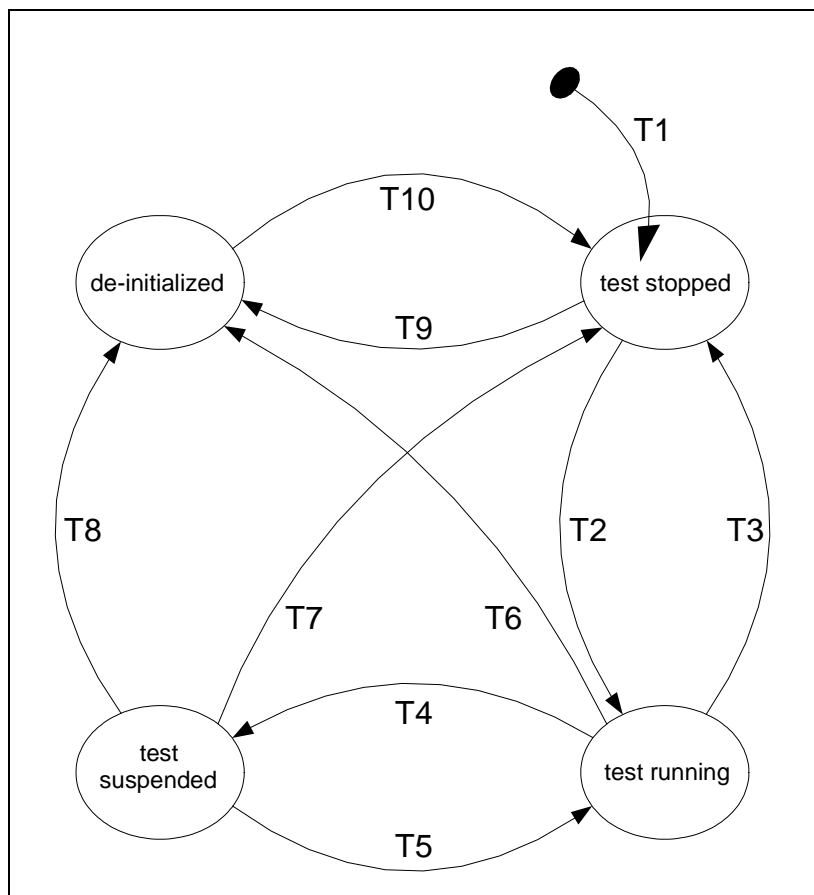 T1
T10
de-initialized
test stopped
T9
T8
T2
T3
T7
T6
T4
test
suspended
test running
T5